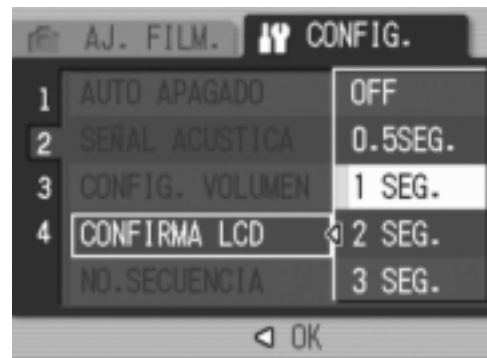 AJ. FILM. CONFIG.
1 AUTO APAGADO OFF
2 SEÑAL ACUSTICA 0.5SEG.
3 CONFIG. VOLUMEN 1 SEG.
4 CONFIRMA LCD 2 SEG.
NO.SECUENCIA 3 SEG.
OK